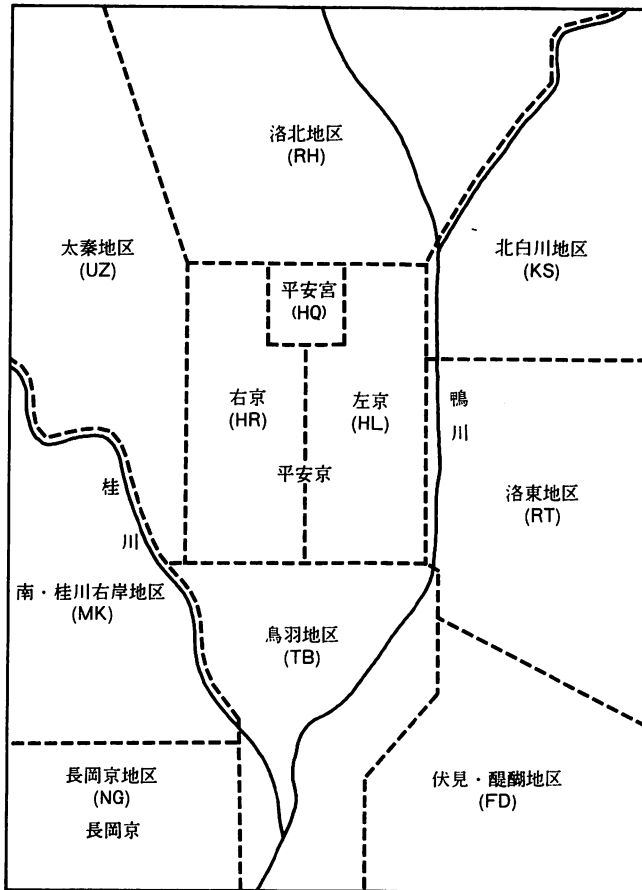 洛北地区
(RH)
太秦地区
(UZ)
北白川地区
(KS)
平安宮
(HQ)
右京
(HR)
左京
(HL)
鴨川
平安京
桂川
洛東地区
(RT)
南・桂川右岸地区
(MK)
鳥羽地区
(TB)
長岡京地区
(NG)
長岡京
伏見・醍醐地区
(FD)